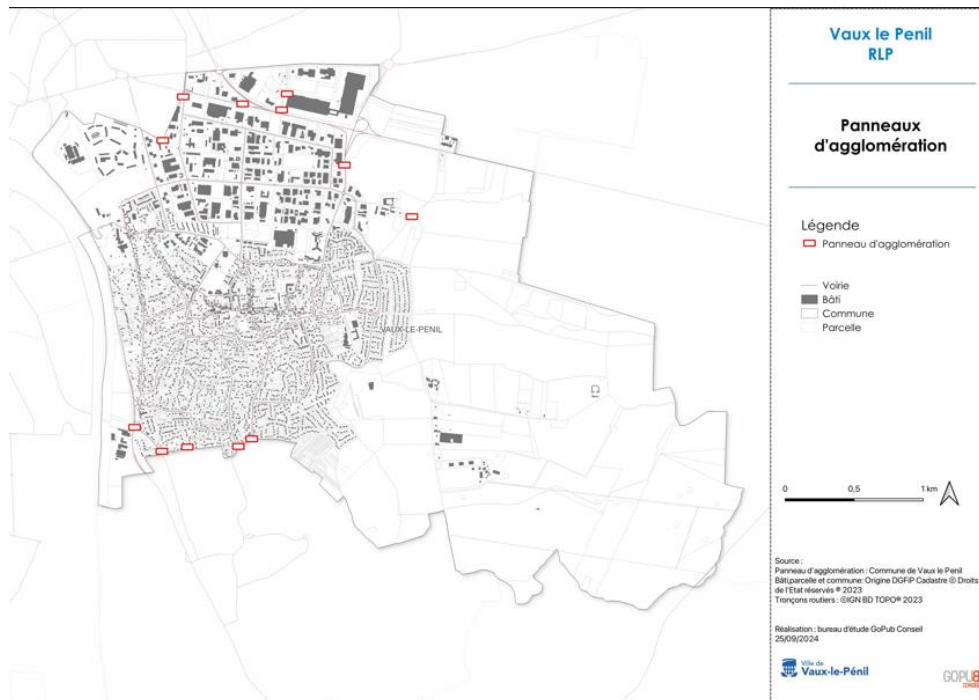 VAUX-LE-PENIL
Vaux le Penil
RLP
Panneaux
d'agglomération
Légende
Panneau d'agglomération
Voirie
Bâti
Commune
Parcelle
0 0,5 1 km
Source :
Panneau d'agglomération : Commune de Vaux le Penil
Bâti,parcelle et commune: Origine DGFiP Cadastre © Droits
de l'Etat réservés ® 2023
Tronçons routiers : ©IGN BD TOPO® 2023
Réalisation : bureau d'étude GoPub Conseil
25/09/2024
Ville de
Vaux-le-Pénil